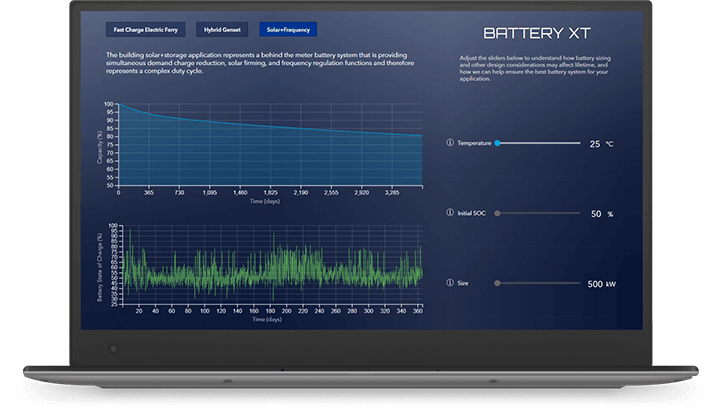 Fast Charge Electric Ferry
Hybrid Genset
Solar+Frequency
BATTERY XT
The building solar+storage application represents a behind the meter battery system that is providing
simultaneous demand charge reduction, solar firming, and frequency regulation functions and therefore
represents a complex duty cycle.
Adjust the sliders below to understand how battery sizing
and other design considerations may affect lifetime, and
how we can help ensure the best battery system for your
application.
Capacity (%)
100
95
90
85
80
75
70
65
60
55
50
0 365 730 1,095 1,460 1,825 2,190 2,555 2,920 3,285
Time (days)
Temperature 25 °C
Initial SOC 50 %
Size 500 kW
Battery State of Charge (%)
100
95
90
85
80
75
70
65
60
55
50
45
40
35
30
25
20 40 60 80 100 120 140 160 180 200 220 240 260 280 300 320 340 360
Time (days)